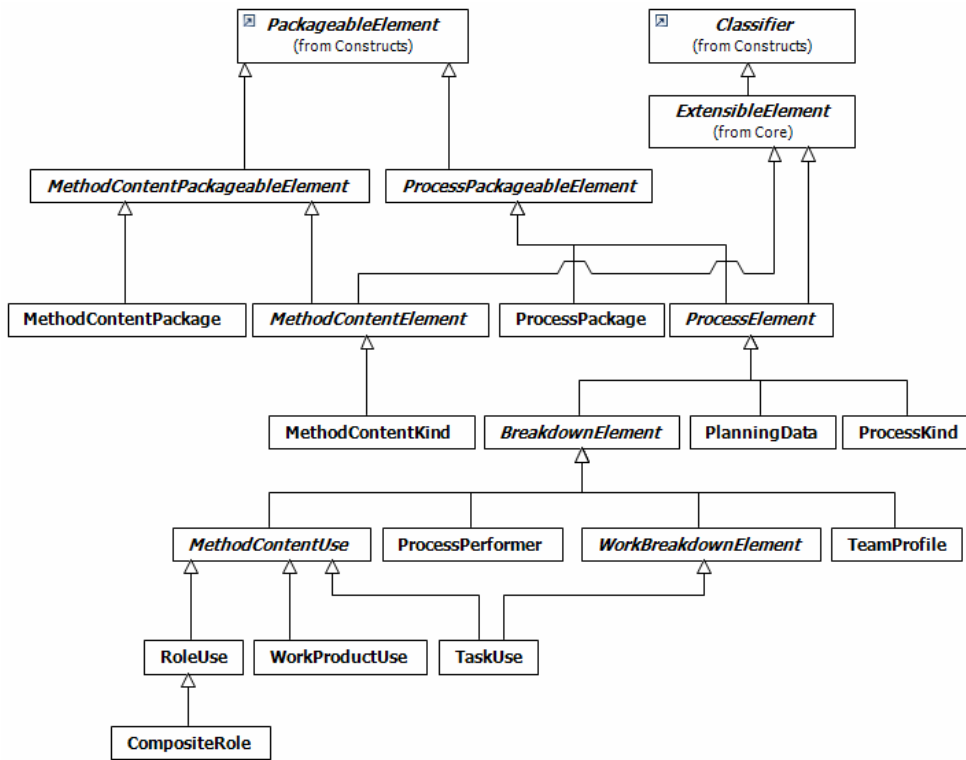 PackageableElement
(from Constructs)
Classifier
(from Constructs)
ExtensibleElement
(from Core)
MethodContentPackageableElement
ProcessPackageableElement
MethodContentPackage
MethodContentElement
ProcessPackage
ProcessElement
MethodContentKind
BreakdownElement
PlanningData
ProcessKind
MethodContentUse
ProcessPerformer
WorkBreakdownElement
TeamProfile
RoleUse
WorkProductUse
TaskUse
CompositeRole